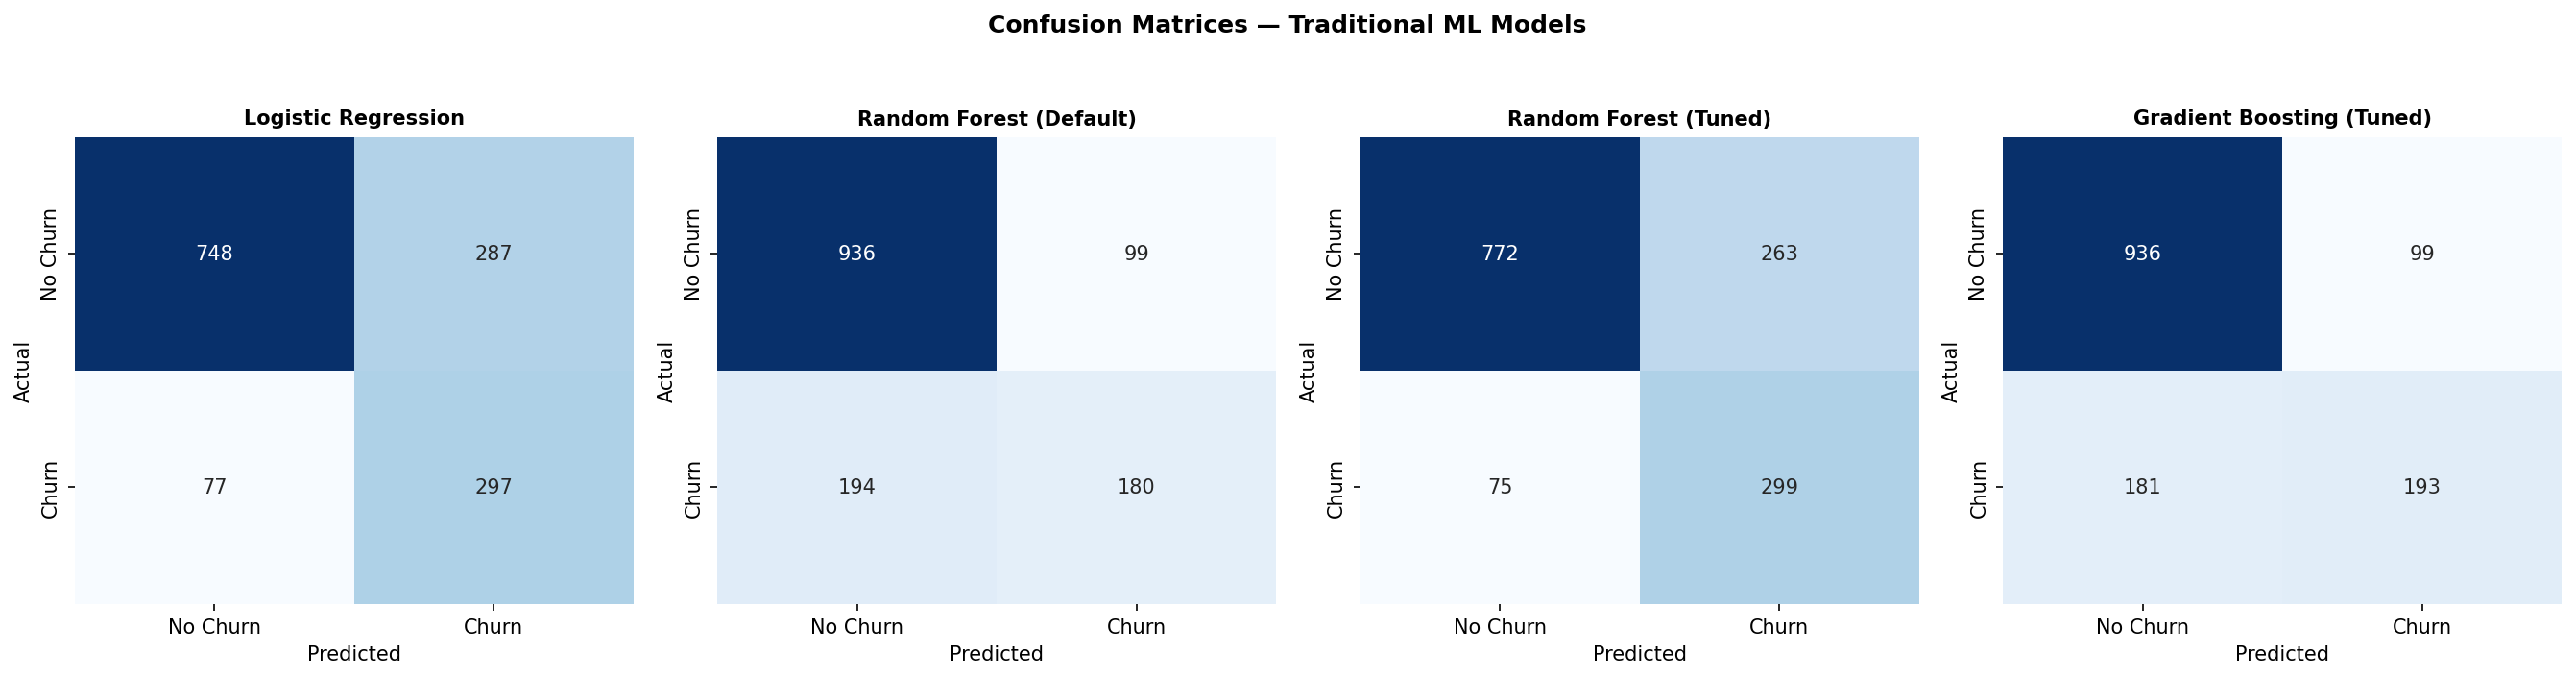 Confusion Matrices — Traditional ML Models
Logistic Regression
Actual
No Churn
Churn
748
287
77
297
No Churn
Churn
Predicted
Random Forest (Default)
Actual
No Churn
Churn
936
99
194
180
No Churn
Churn
Predicted
Random Forest (Tuned)
Actual
No Churn
Churn
772
263
75
299
No Churn
Churn
Predicted
Gradient Boosting (Tuned)
Actual
No Churn
Churn
936
99
181
193
No Churn
Churn
Predicted